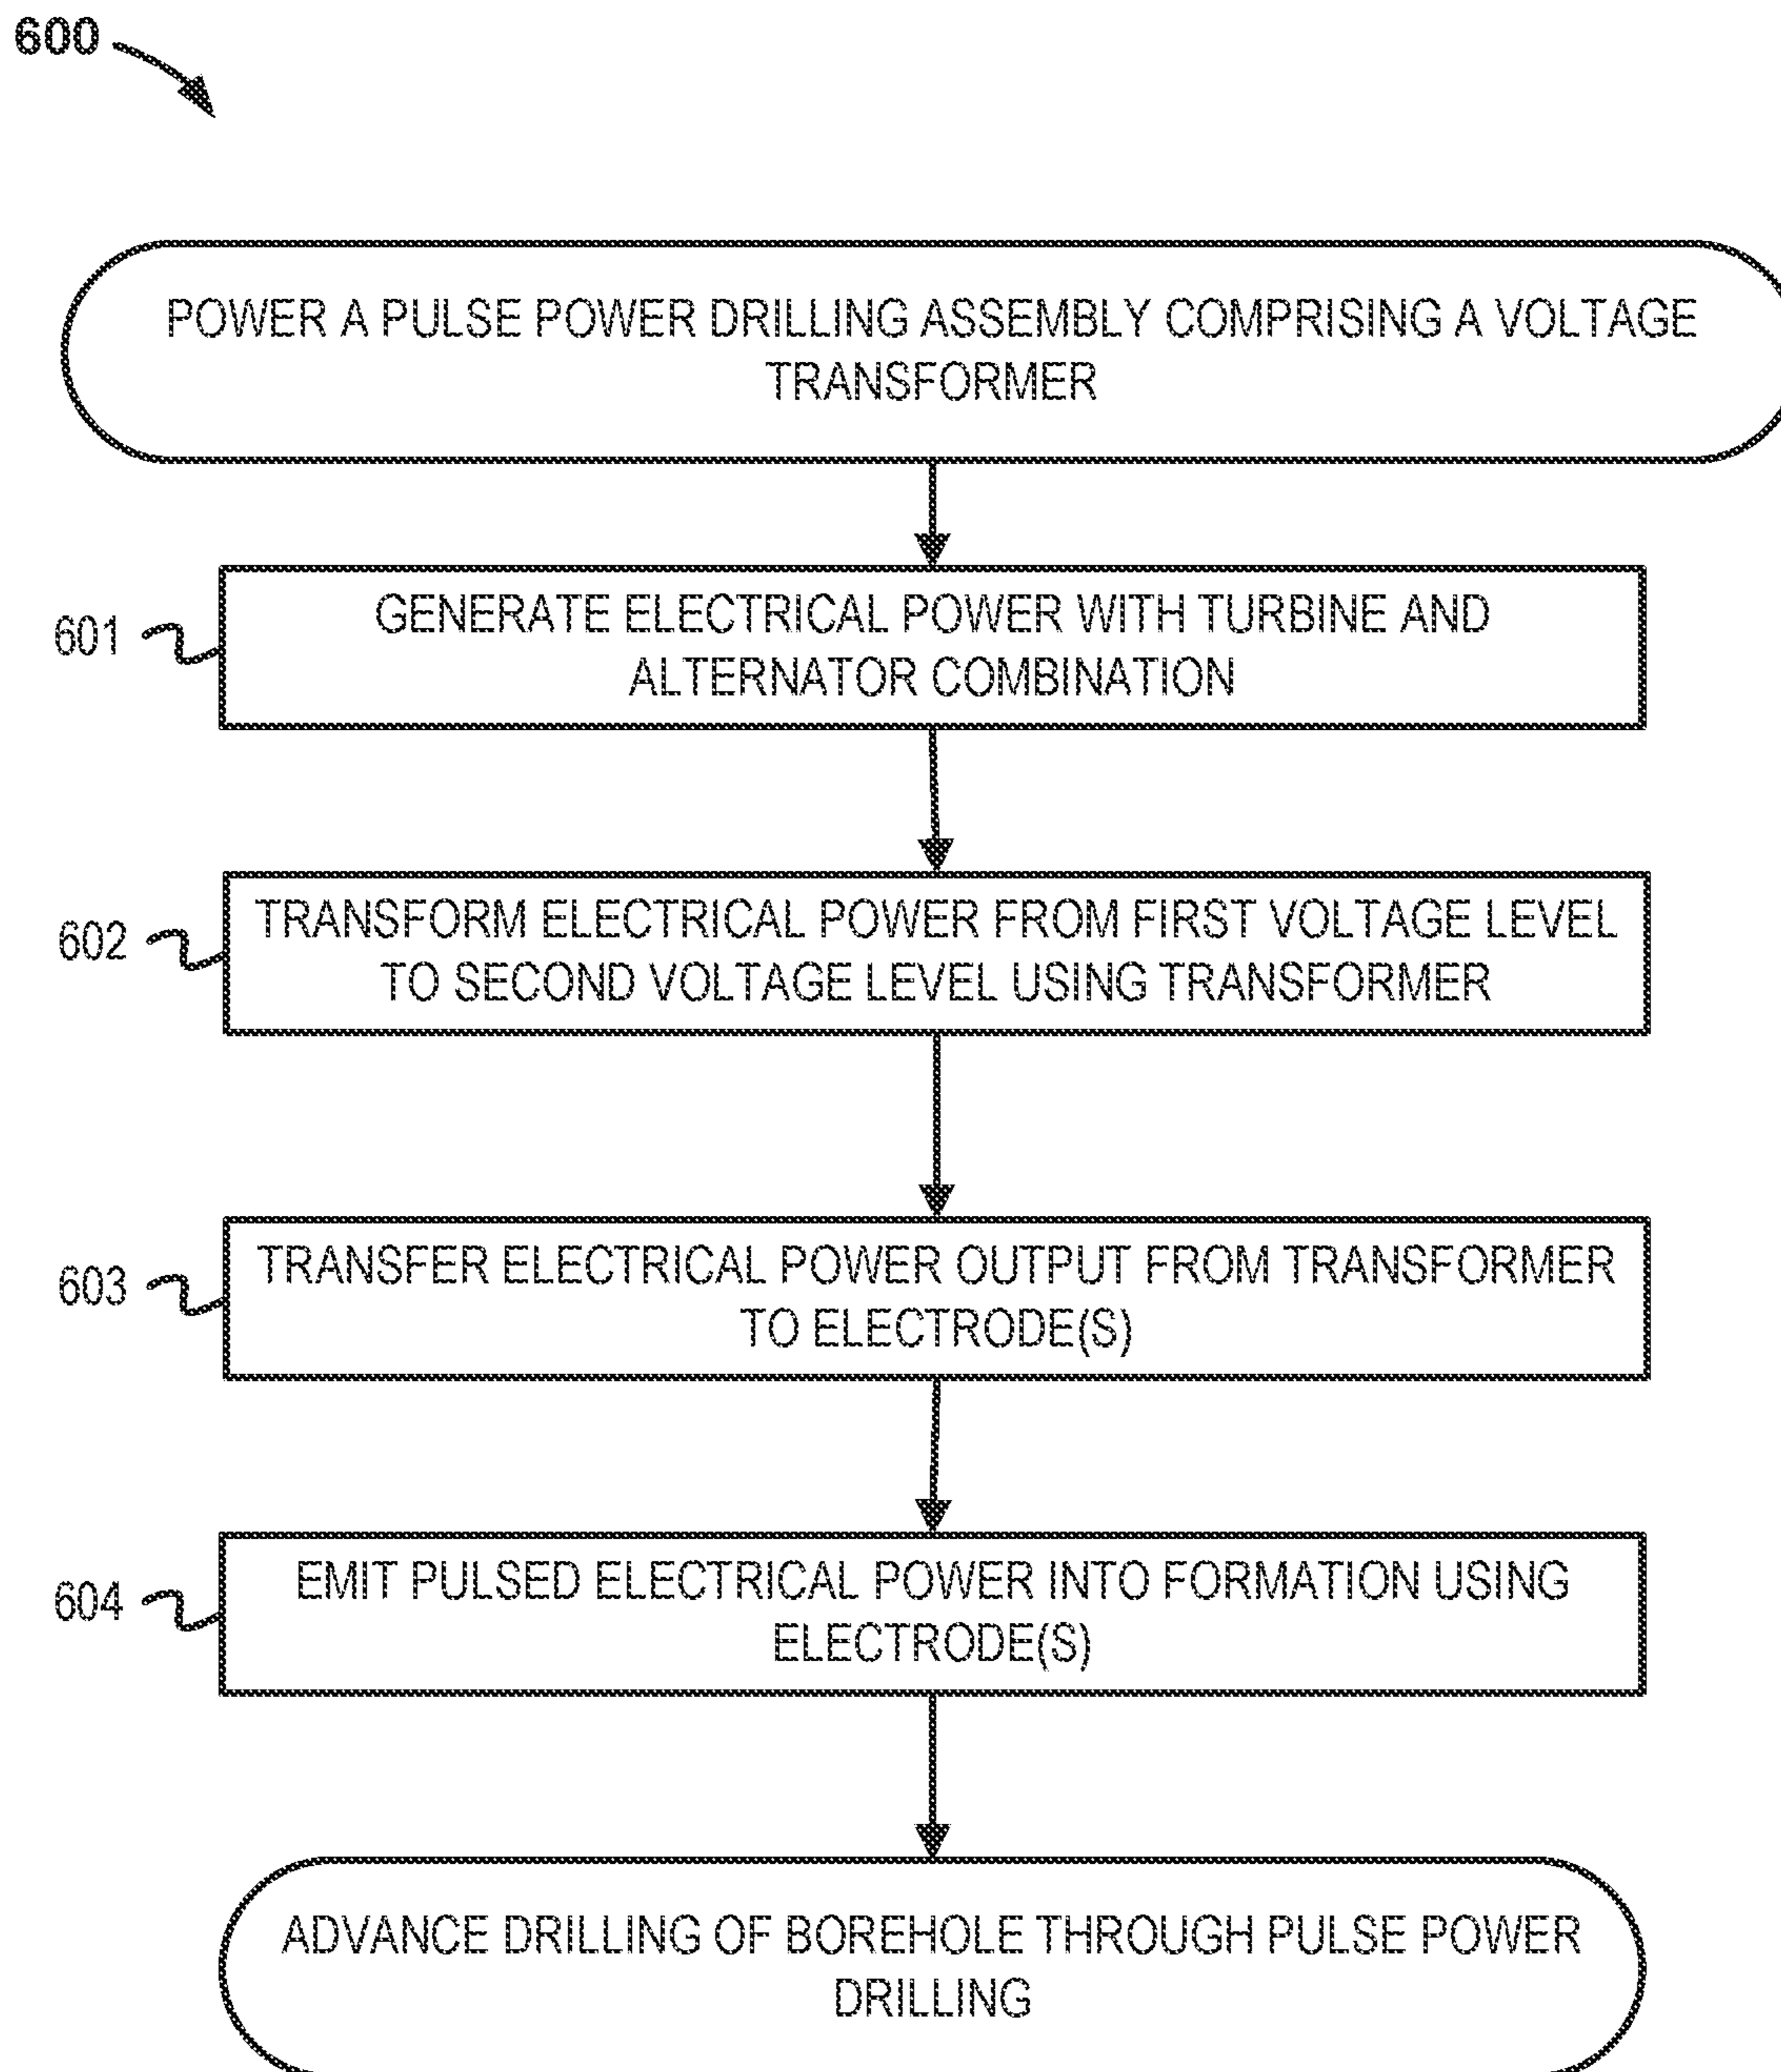 600
POWER A PULSE POWER DRILLING ASSEMBLY COMPRISING A VOLTAGE
TRANSFORMER
601
GENERATE ELECTRICAL POWER WITH TURBINE AND
ALTERNATOR COMBINATION
602
TRANSFORM ELECTRICAL POWER FROM FIRST VOLTAGE LEVEL
TO SECOND VOLTAGE LEVEL USING TRANSFORMER
603
TRANSFER ELECTRICAL POWER OUTPUT FROM TRANSFORMER
TO ELECTRODE(S)
604
EMIT PULSED ELECTRICAL POWER INTO FORMATION USING
ELECTRODE(S)
ADVANCE DRILLING OF BOREHOLE THROUGH PULSE POWER
DRILLING